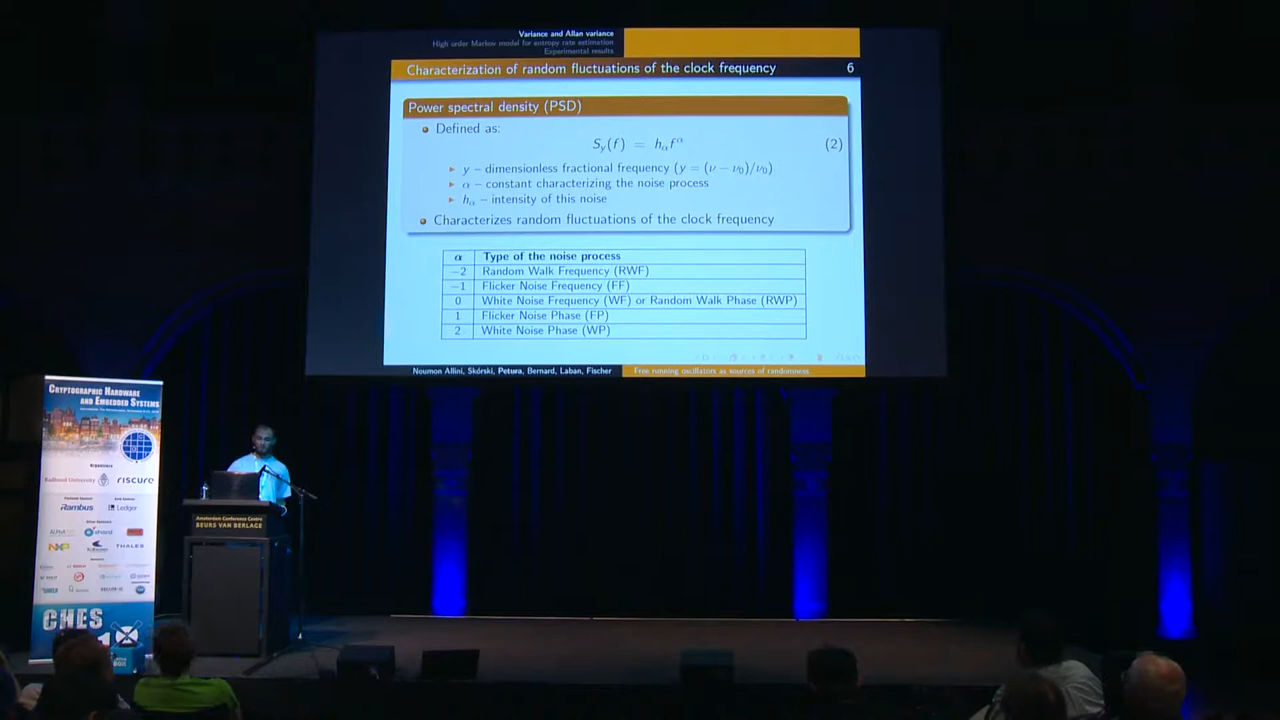 Variance and Allan variance
High order Markov model for entropy rate estimation
Experimental results
Characterization of random fluctuations of the clock frequency 6
Power spectral density (PSD)
Defined as:
S_y(f) = h_α f^α (2)
y – dimensionless fractional frequency (y = (ν − ν₀)/ν₀)
α – constant characterizing the noise process
h_α – intensity of this noise
Characterizes random fluctuations of the clock frequency
α Type of the noise process
−2 Random Walk Frequency (RWF)
−1 Flicker Noise Frequency (FF)
0 White Noise Frequency (WF) or Random Walk Phase (RWP)
1 Flicker Noise Phase (FP)
2 White Noise Phase (WP)
Noumon Allini, Skórski, Petura, Bernard, Laban, Fischer Free running oscillators as sources of randomness
Cryptographic Hardware
and Embedded Systems
Radboud University riscure
Rambus Ledger
shard
NXP THALES
CHES
Amsterdam Conference Centre
BEURS VAN BERLAGE